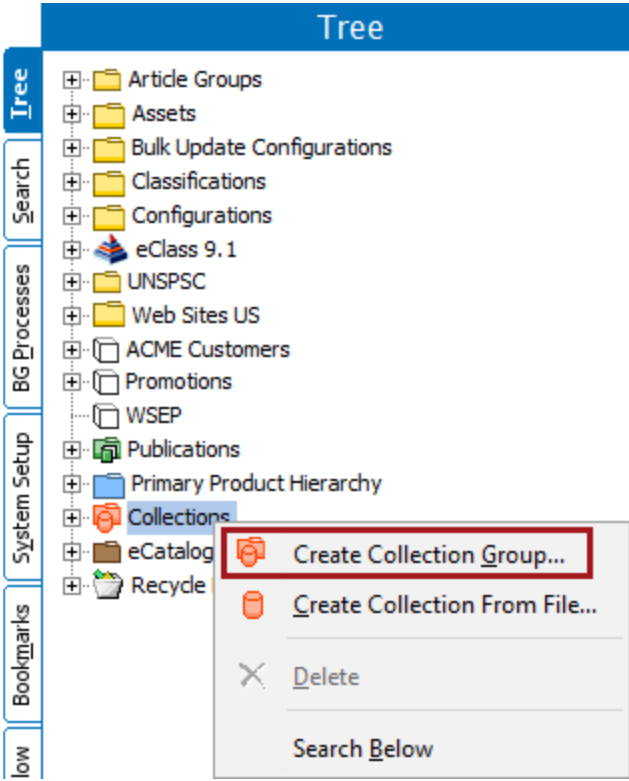 Tree
Tree
Search
BG Processes
System Setup
Bookmarks
low
Article Groups
Assets
Bulk Update Configurations
Classifications
Configurations
eClass 9.1
UNSPSC
Web Sites US
ACME Customers
Promotions
WSEP
Publications
Primary Product Hierarchy
Collections
eCatalog
Recycle
Create Collection Group...
Create Collection From File...
Delete
Search Below